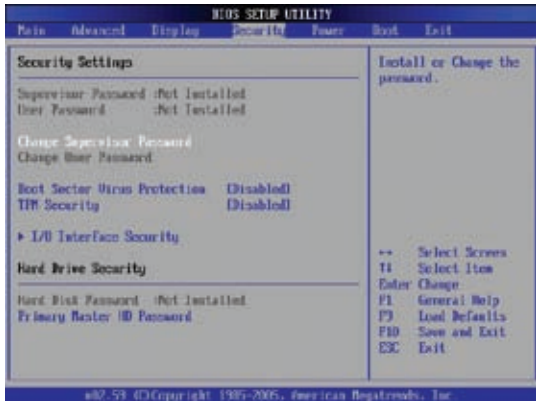 BIOS SETUP UTILITY
Main Advanced Display Security Power Boot Exit
Security Settings
Supervisor Password :Not Installed
User Password :Not Installed
Change Supervisor Password
Change User Password
Boot Sector Virus Protection [Disabled]
TPM Security [Disabled]
▶ I/O Interface Security
Hard Drive Security
Hard Disk Password :Not Installed
Primary Master HD Password
Install or Change the
password.
↔ Select Screen
↑↓ Select Item
Enter Change
F1 General Help
F9 Load Defaults
F10 Save and Exit
ESC Exit
v02.59 (C)Copyright 1985-2005, American Megatrends, Inc.